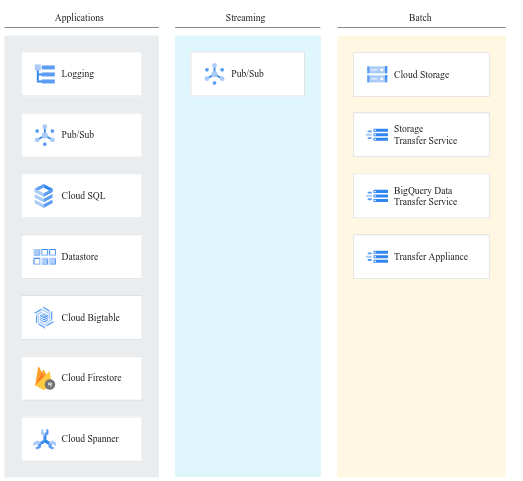 Applications
Streaming
Batch
Logging
Pub/Sub
Cloud SQL
Datastore
Cloud Bigtable
Cloud Firestore
Cloud Spanner
Pub/Sub
Cloud Storage
Storage
Transfer Service
BigQuery Data
Transfer Service
Transfer Appliance